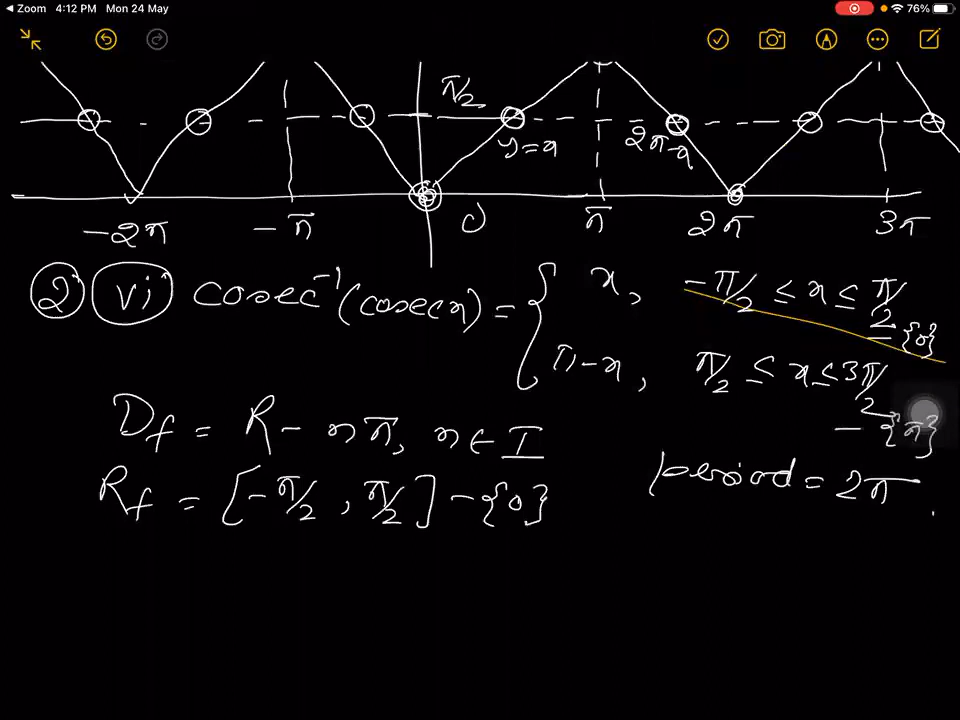 Zoom 4:12 PM Mon 24 May 76%
π/2
y=x 2π-x
-2π -π 0 π 2π 3π
② vi cosec⁻¹(cosec x) = { x, -π/2 ≤ x ≤ π/2 - {0}
π-x, π/2 ≤ x ≤ 3π/2 - {π}
Df = R - nπ, n ∈ I
Rf = [-π/2, π/2] - {0} period = 2π